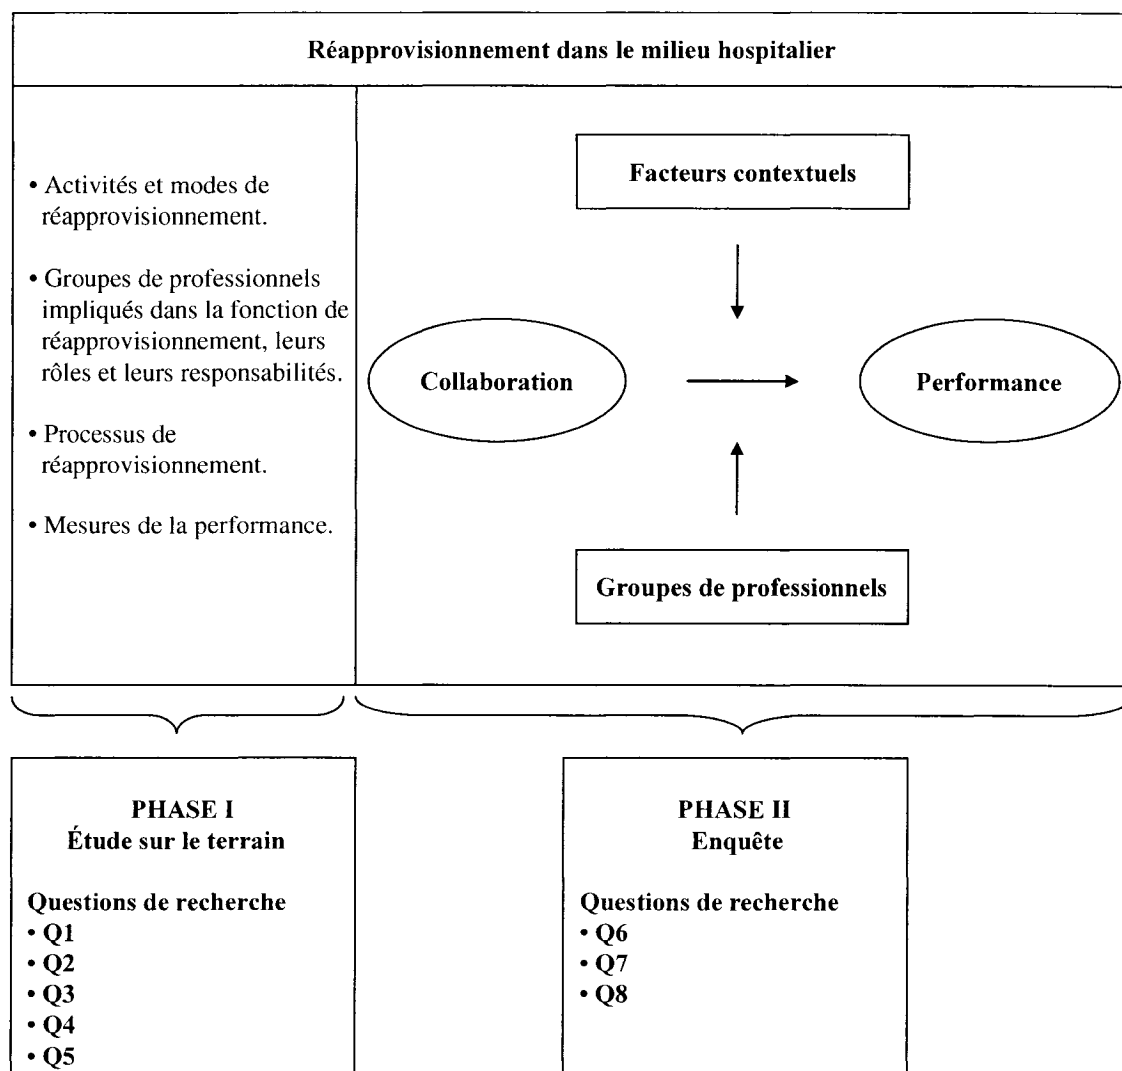 Réapprovisionnement dans le milieu hospitalier
• Activités et modes de
réapprovisionnement.
• Groupes de professionnels
impliqués dans la fonction de
réapprovisionnement, leurs
rôles et leurs responsabilités.
• Processus de
réapprovisionnement.
• Mesures de la performance.
Facteurs contextuels
Collaboration
Performance
Groupes de professionnels
PHASE I
Étude sur le terrain
Questions de recherche
• Q1
• Q2
• Q3
• Q4
• Q5
PHASE II
Enquête
Questions de recherche
• Q6
• Q7
• Q8